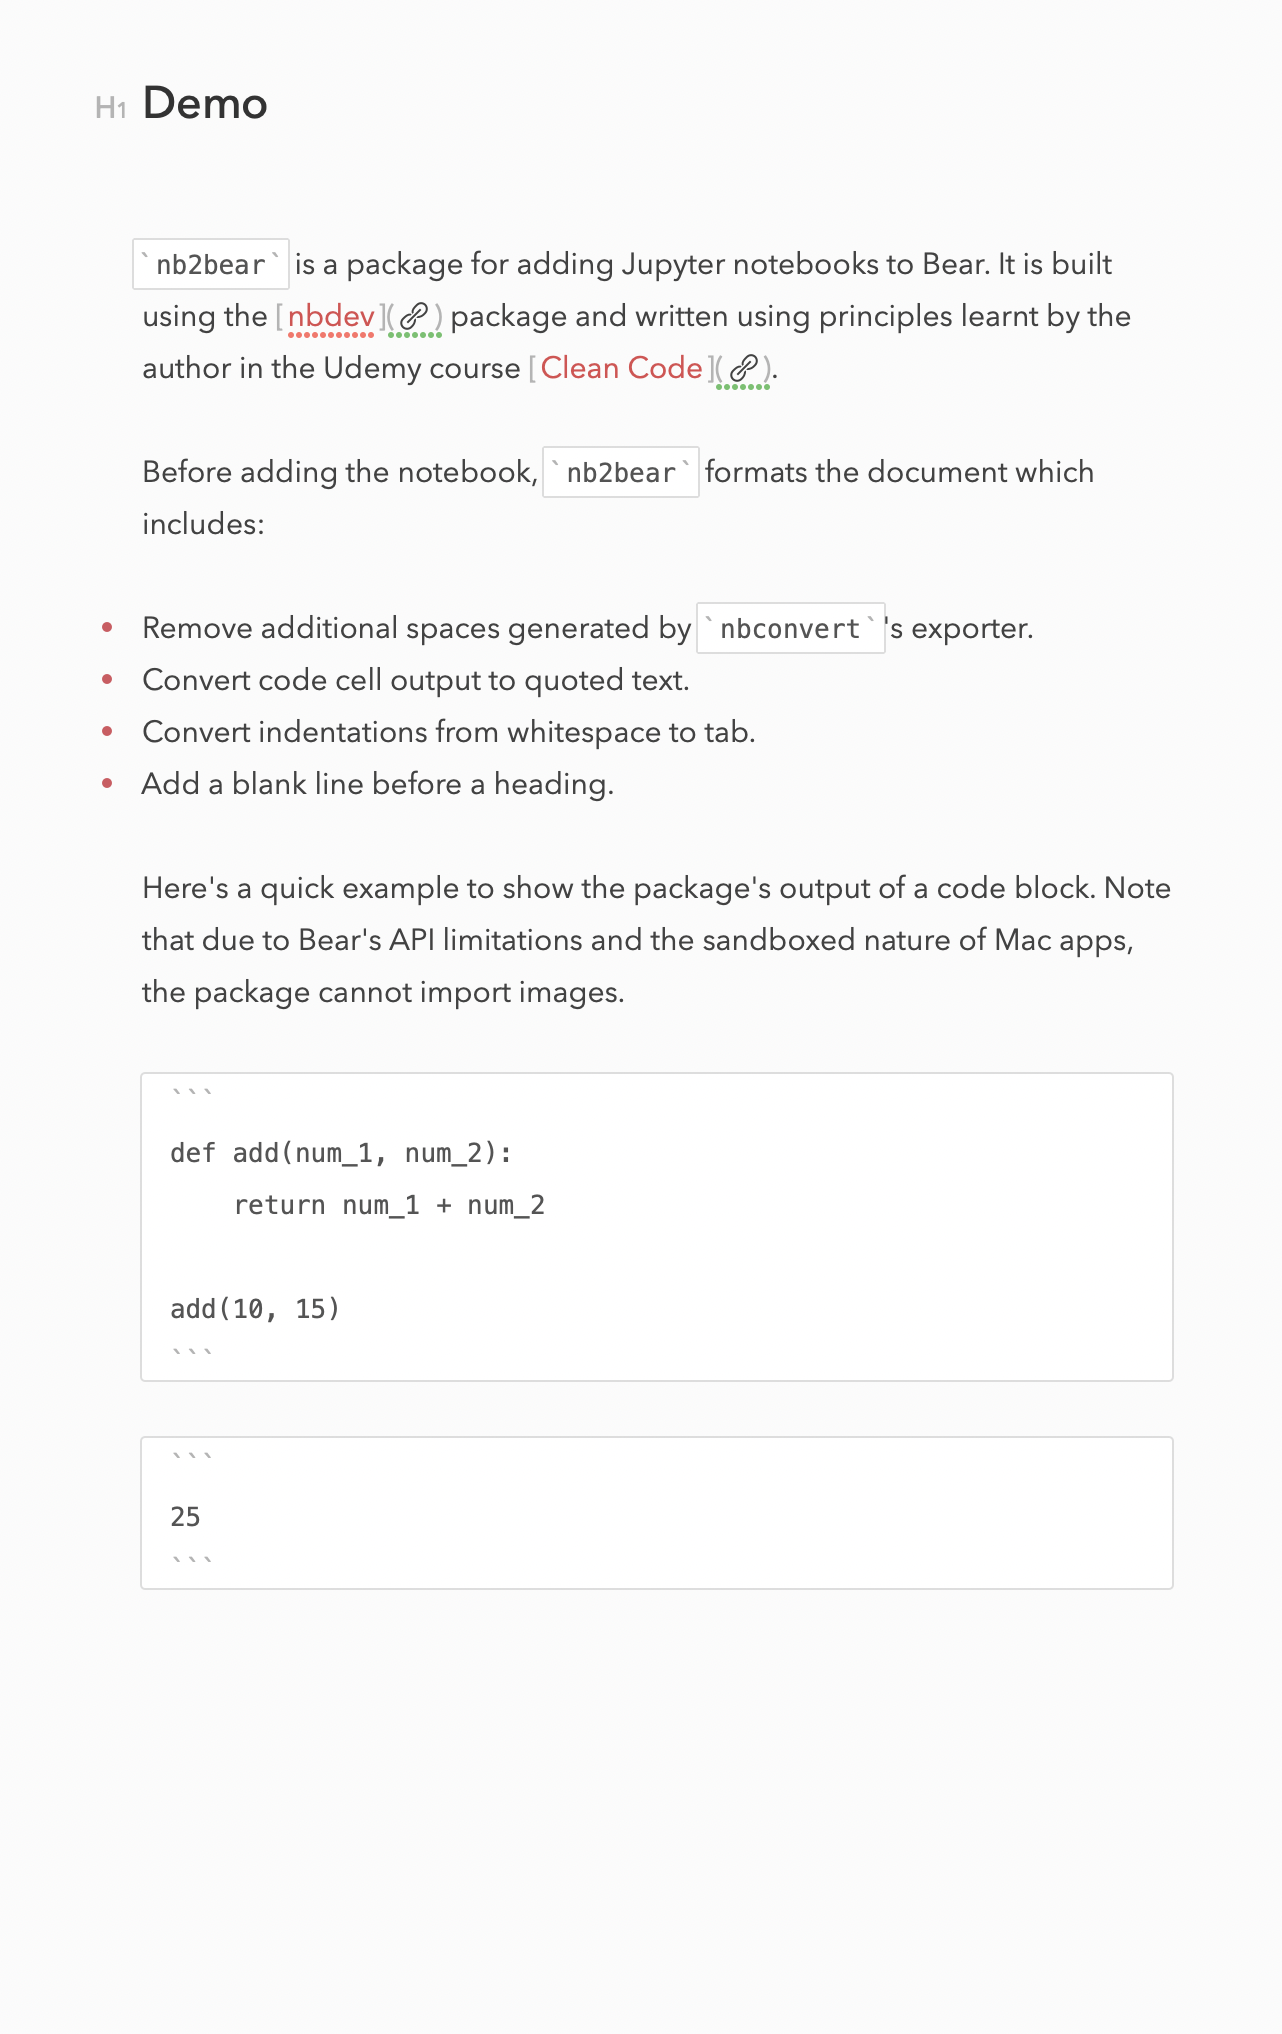 H1 Demo
`nb2bear` is a package for adding Jupyter notebooks to Bear. It is built
using the [nbdev]() package and written using principles learnt by the
author in the Udemy course [Clean Code]().
Before adding the notebook, `nb2bear` formats the document which
includes:
• Remove additional spaces generated by `nbconvert`'s exporter.
• Convert code cell output to quoted text.
• Convert indentations from whitespace to tab.
• Add a blank line before a heading.
Here's a quick example to show the package's output of a code block. Note
that due to Bear's API limitations and the sandboxed nature of Mac apps,
the package cannot import images.
```
def add(num_1, num_2):
    return num_1 + num_2
add(10, 15)
```
```
25
```